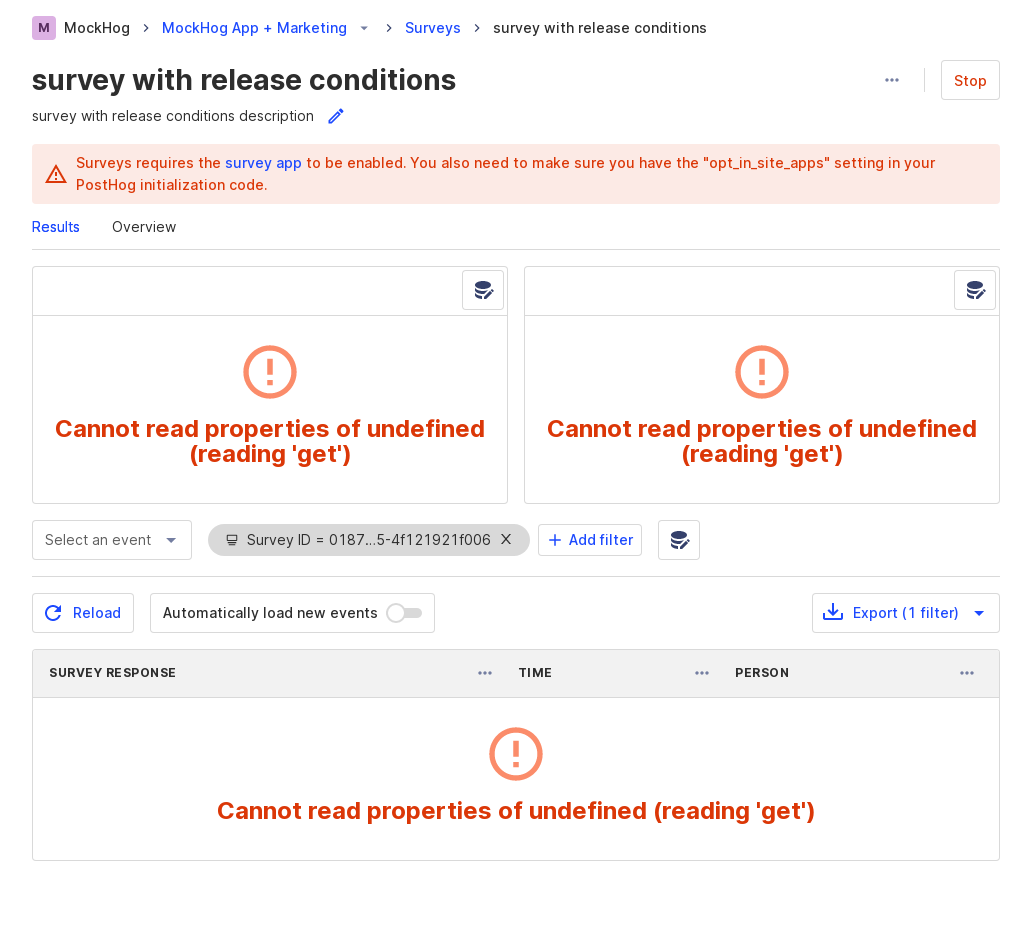 M MockHog MockHog App + Marketing Surveys survey with release conditions
survey with release conditions
Stop
survey with release conditions description
Surveys requires the survey app to be enabled. You also need to make sure you have the "opt_in_site_apps" setting in your
PostHog initialization code.
Results Overview
Cannot read properties of undefined
(reading 'get')
Cannot read properties of undefined
(reading 'get')
Select an event Survey ID = 0187...5-4f121921f006 Add filter
Reload Automatically load new events Export (1 filter)
SURVEY RESPONSE TIME PERSON
Cannot read properties of undefined (reading 'get')